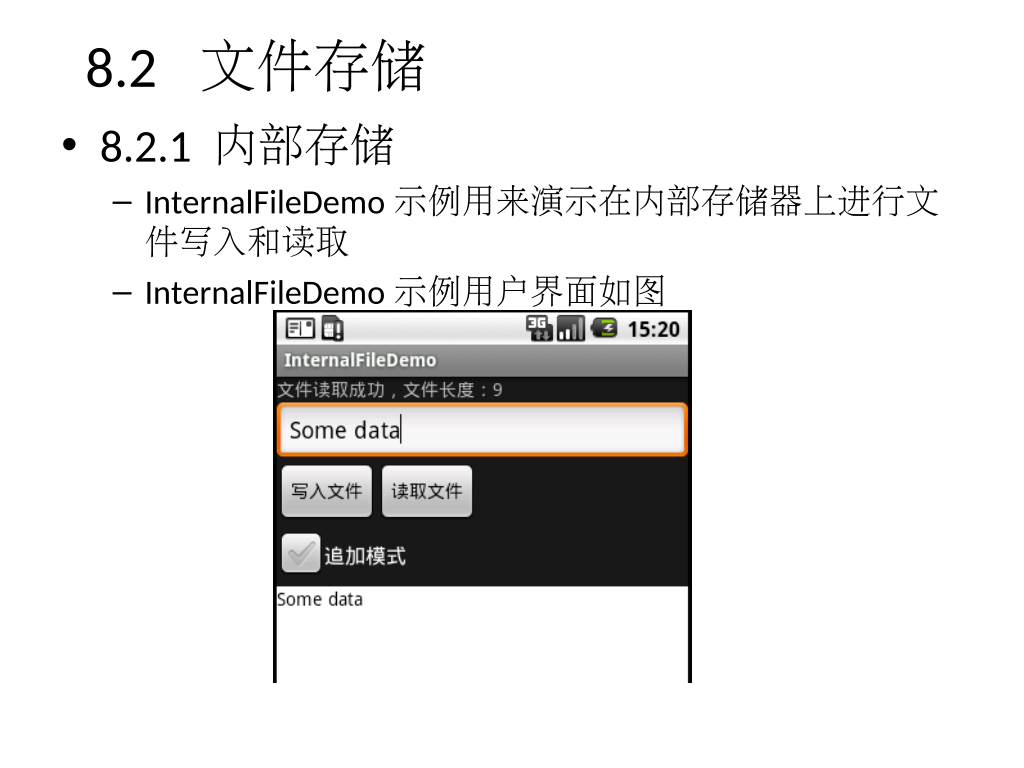 8.2 文件存储
• 8.2.1 内部存储
– InternalFileDemo 示例用来演示在内部存储器上进行文
件写入和读取
– InternalFileDemo 示例用户界面如图
3G 15:20
InternalFileDemo
文件读取成功，文件长度：9
Some data
写入文件 读取文件
追加模式
Some data